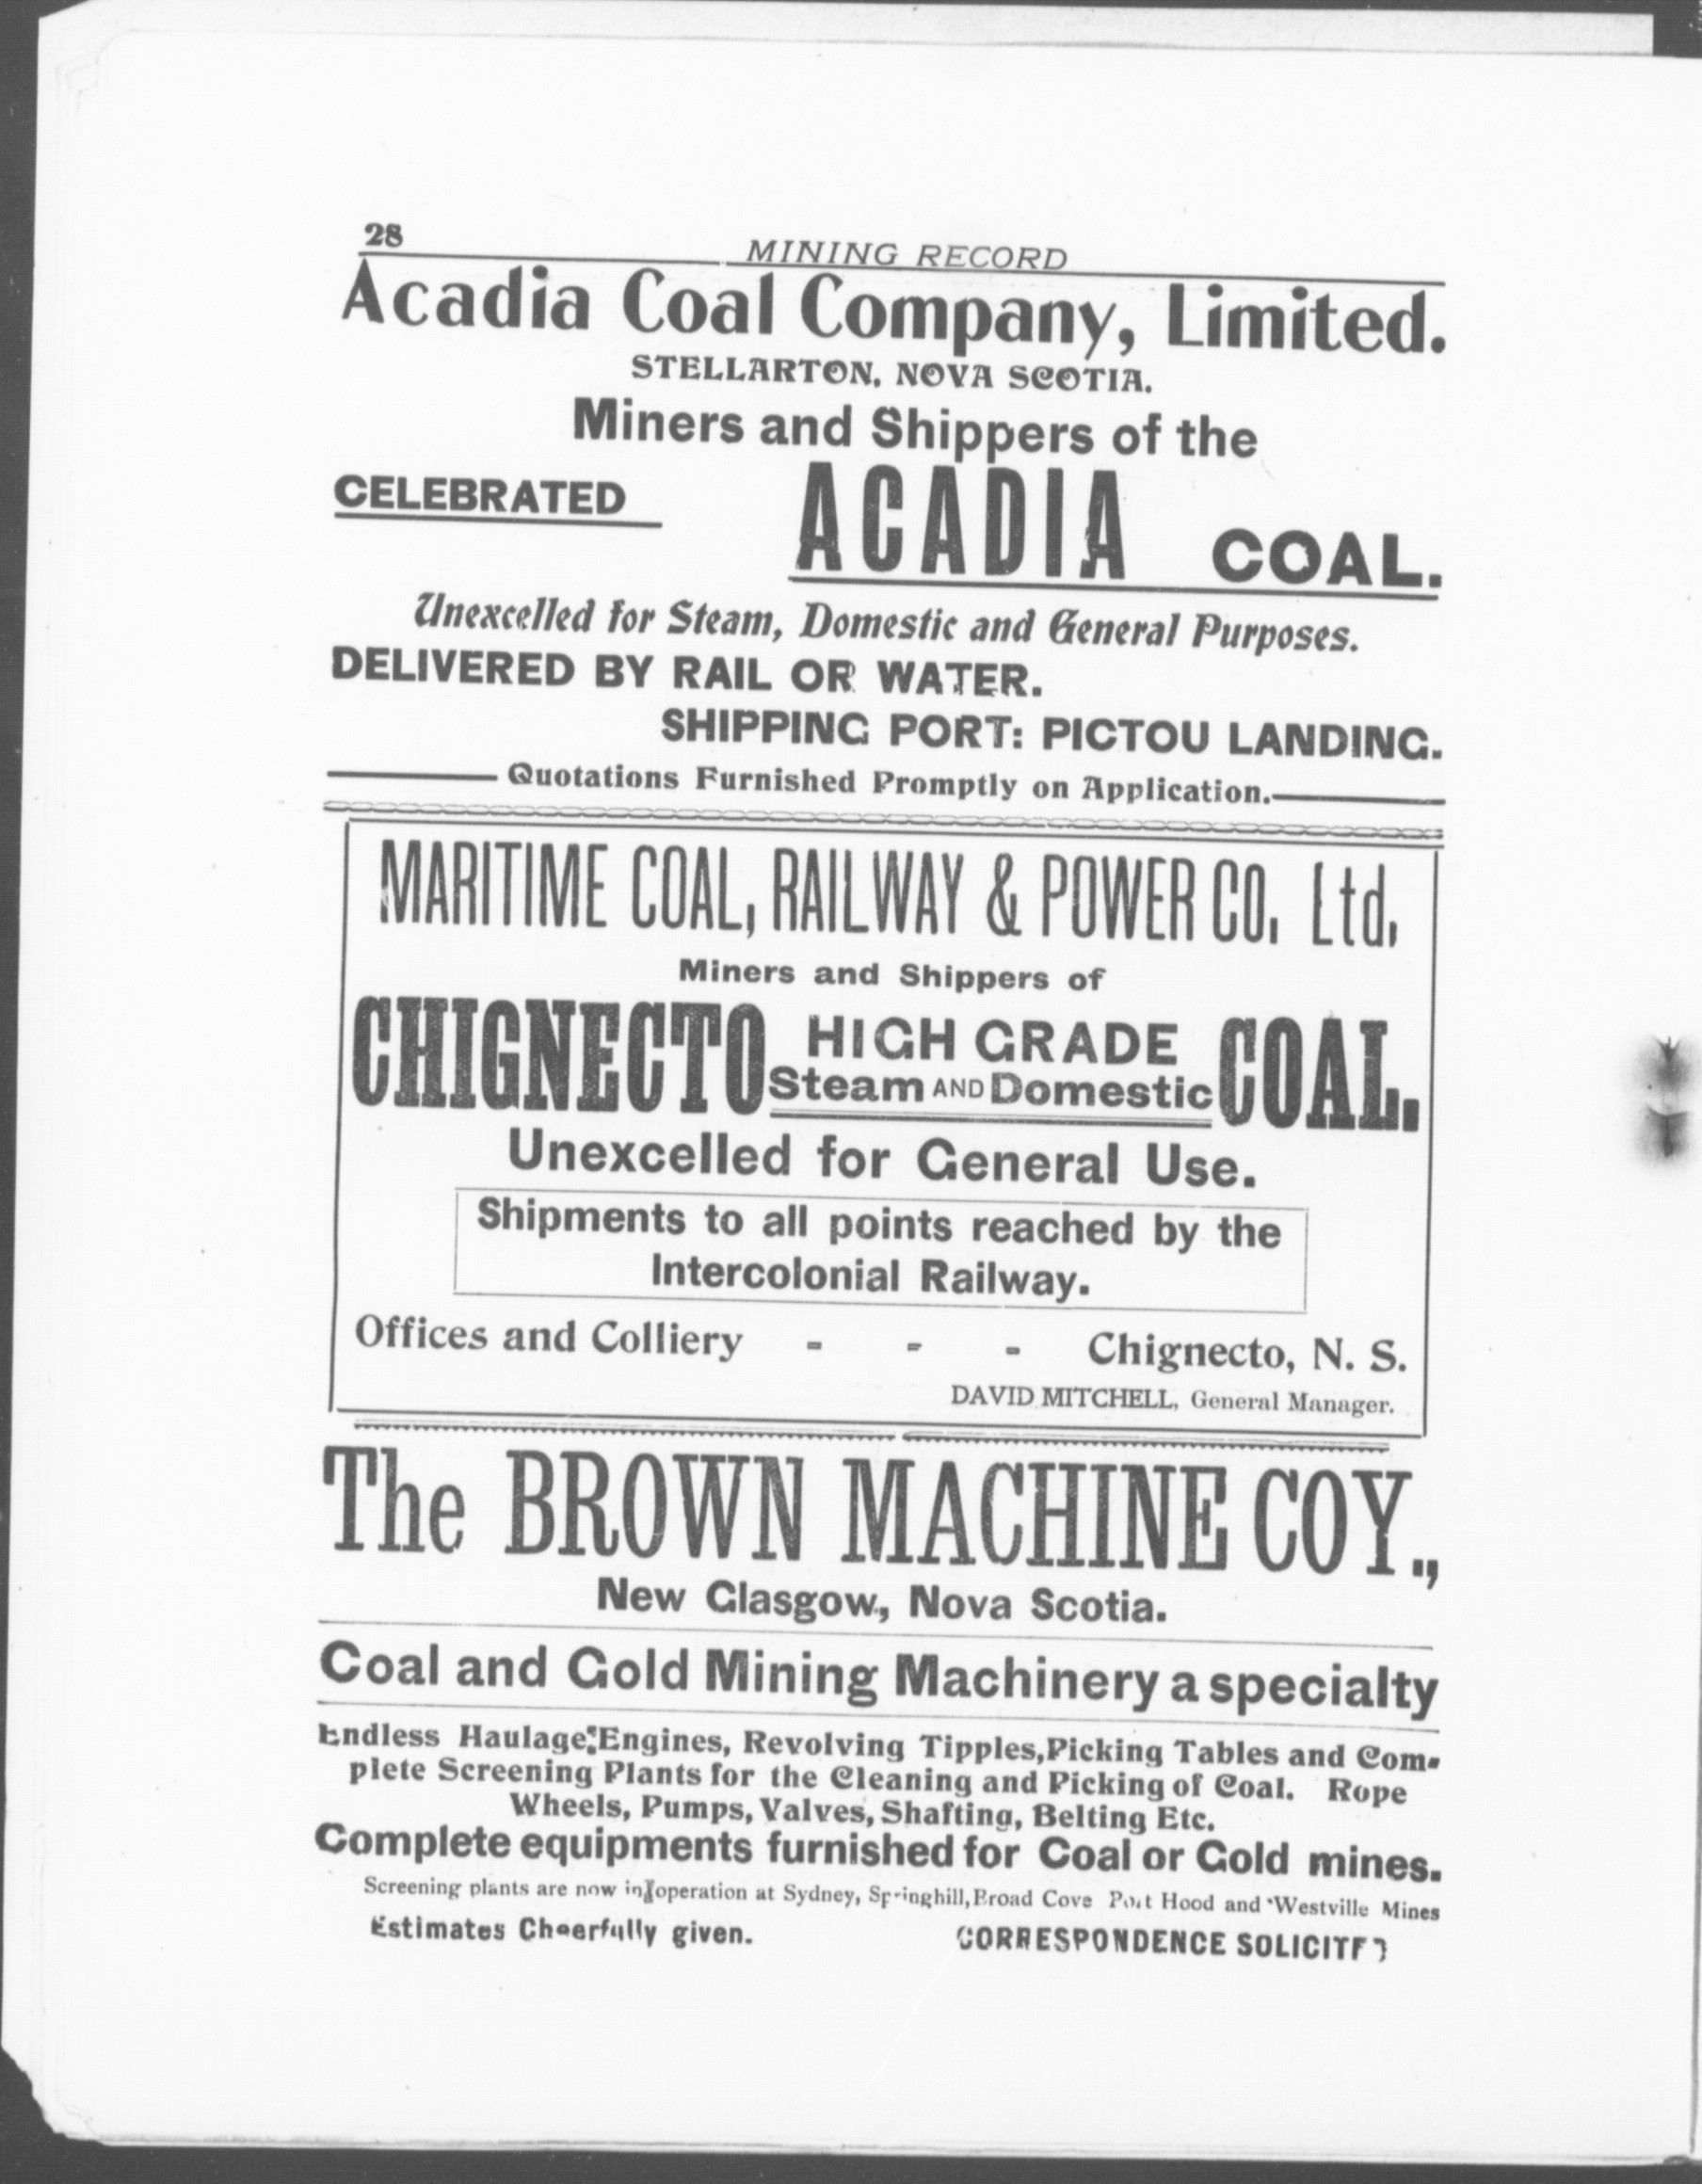 28
MINING RECORD
Acadia Coal Company, Limited.
STELLARTON, NOVA SCOTIA.
Miners and Shippers of the
CELEBRATED ACADIA COAL.
Unexcelled for Steam, Domestic and General Purposes.
DELIVERED BY RAIL OR WATER.
SHIPPING PORT: PICTOU LANDING.
Quotations Furnished Promptly on Application.
MARITIME COAL, RAILWAY & POWER CO. Ltd.
Miners and Shippers of
CHIGNECTO HIGH GRADE COAL.
Steam AND Domestic
Unexcelled for General Use.
Shipments to all points reached by the
Intercolonial Railway.
Offices and Colliery - - - Chignecto, N. S.
DAVID MITCHELL, General Manager.
The BROWN MACHINE COY.,
New Glasgow, Nova Scotia.
Coal and Gold Mining Machinery a specialty
Endless Haulage Engines, Revolving Tipples, Picking Tables and Com-
plete Screening Plants for the Cleaning and Picking of Coal. Rope
Wheels, Pumps, Valves, Shafting, Belting Etc.
Complete equipments furnished for Coal or Gold mines.
Screening plants are now in operation at Sydney, Springhill, Broad Cove Port Hood and Westville Mines
Estimates Cheerfully given. CORRESPONDENCE SOLICITED